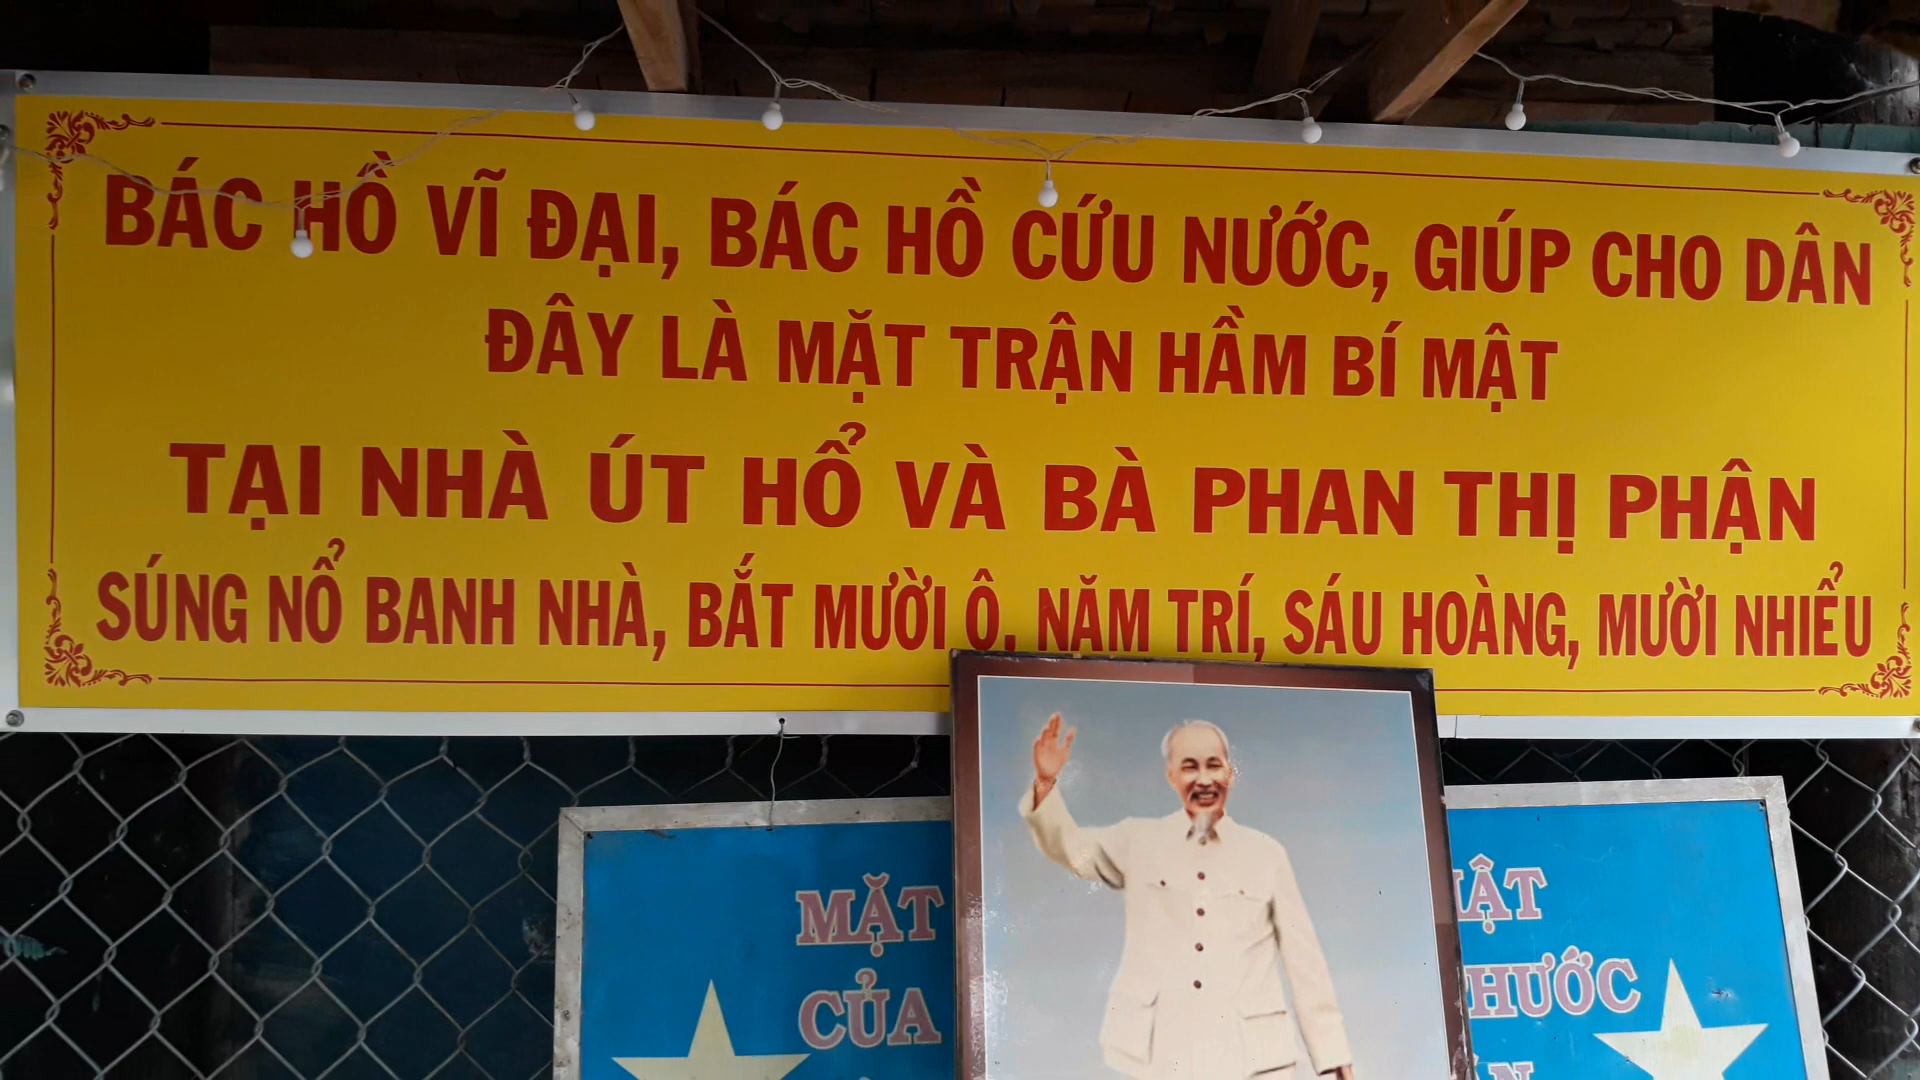 BÁC HỒ VĨ ĐẠI, BÁC HỒ CỨU NƯỚC, GIÚP CHO DÂN
ĐÂY LÀ MẶT TRẬN HẦM BÍ MẬT
TẠI NHÀ ÚT HỔ VÀ BÀ PHAN THỊ PHẬN
SÚNG NỔ BANH NHÀ, BẮT MƯỜI Ô, NĂM TRÍ, SÁU HOÀNG, MƯỜI NHIỂU
MẶT
CỦA